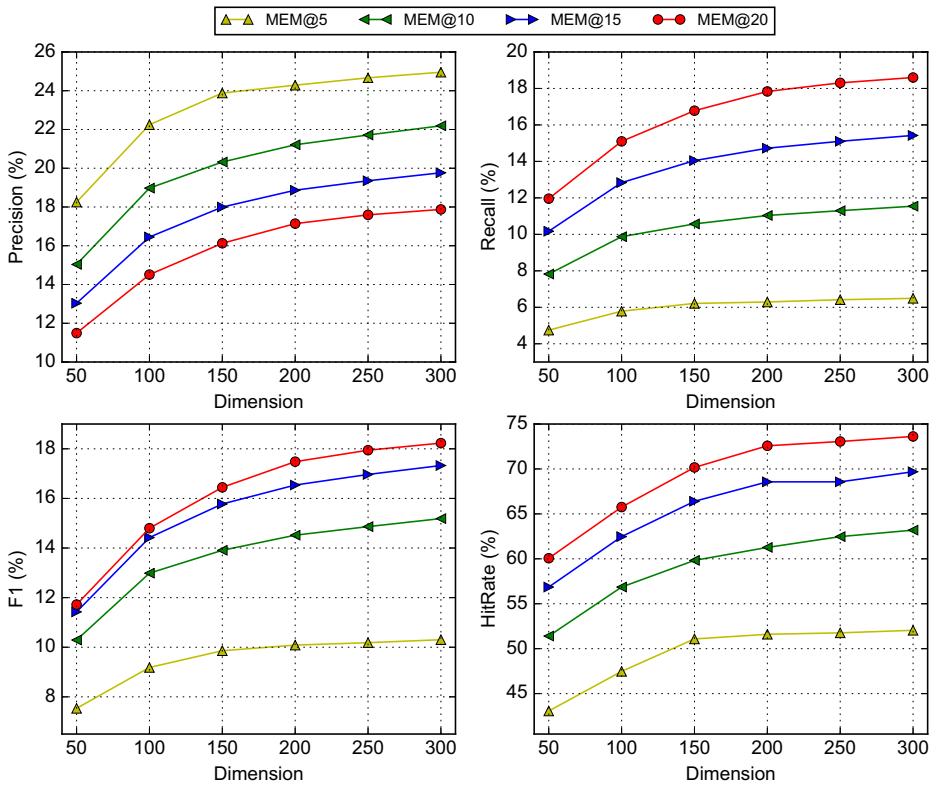 MEM@5 MEM@10 MEM@15 MEM@20
Precision (%)
26
24
22
20
18
16
14
12
10
50 100 150 200 250 300
Dimension
Recall (%)
20
18
16
14
12
10
8
6
4
50 100 150 200 250 300
Dimension
F1 (%)
18
16
14
12
10
8
50 100 150 200 250 300
Dimension
HitRate (%)
75
70
65
60
55
50
45
50 100 150 200 250 300
Dimension